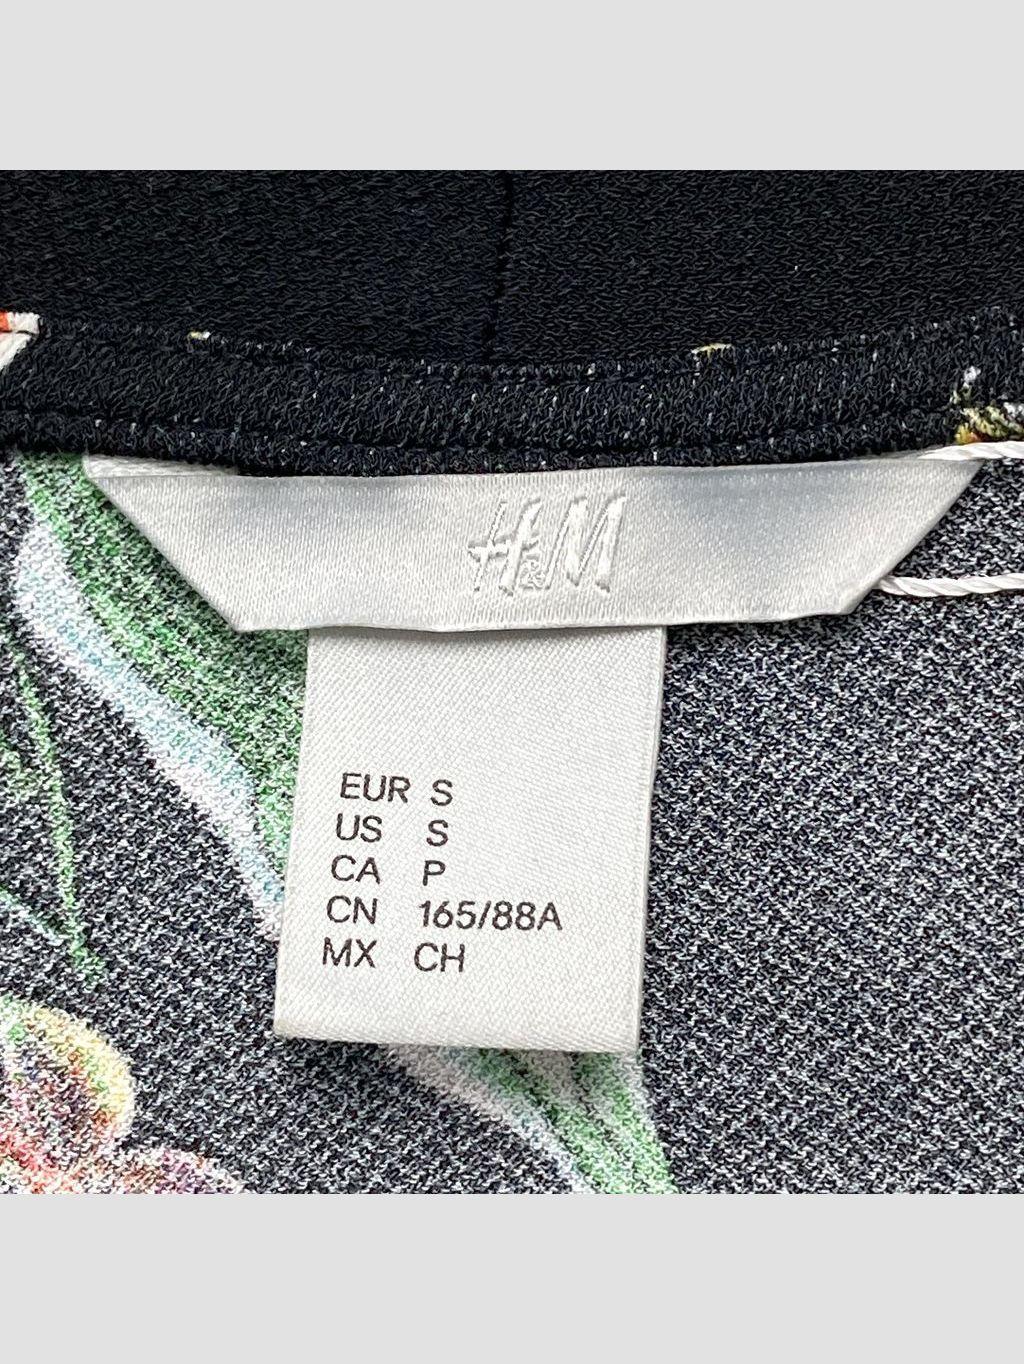 H&M
EUR S
US S
CA P
CN 165/88A
MX CH